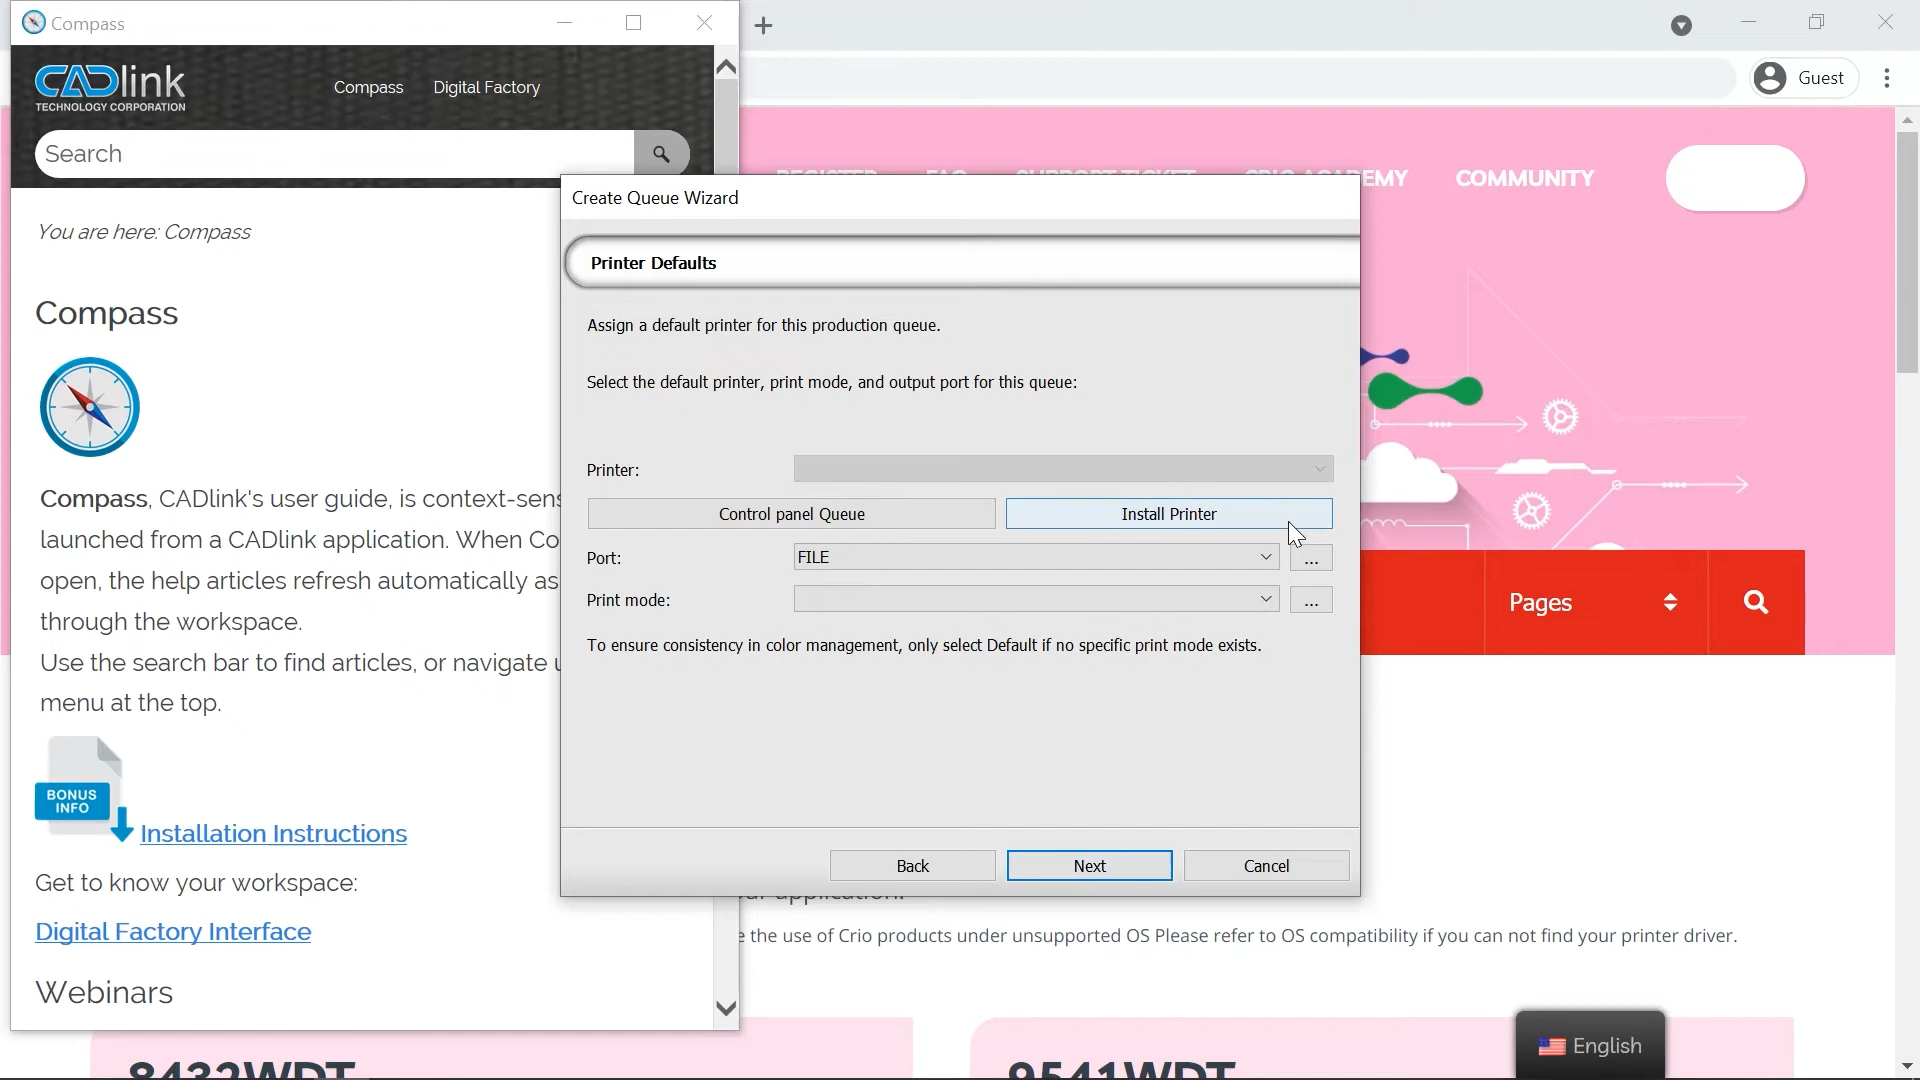 Compass
CADlink
TECHNOLOGY CORPORATION
Compass
Digital Factory
Search
You are here: Compass
Compass
Compass, CADlink's user guide, is
launched from a CADlink application. When
open, the help articles refresh automatically as
through the workspace.
Use the search bar to find articles, or navigate
menu at the top.
BONUS
INFO
Installation Instructions
Get to know your workspace:
Digital Factory Interface
Webinars
Create Queue Wizard
Printer Defaults
Assign a default printer for this production queue.
Select the default printer, print mode, and output port for this queue:
Printer:
Control panel Queue
Install Printer
Port:
FILE
...
Print mode:
...
To ensure consistency in color management, only select Default if no specific print mode exists.
Back
Next
Cancel
Guest
COMMUNITY
Pages
the use of Crio products under unsupported OS Please refer to OS compatibility if you can not find your printer driver.
8432WDT
9541WDT
English